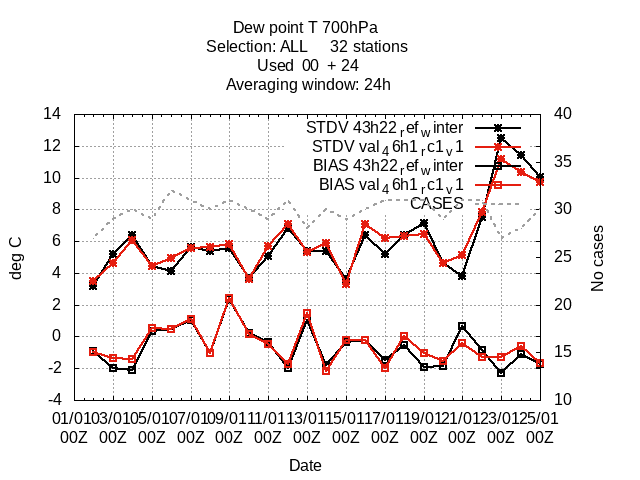 Dew point T 700hPa
Selection: ALL 32 stations
Used 00 + 24
Averaging window: 24h
14 12 10 8 6 4 2 0 -2 -4
40 35 30 25 20 15 10
deg C
No cases
STDV 43h22refwinter
STDV val46h1rc1v1
BIAS 43h22refwinter
BIAS val46h1rc1v1
CASES
01/01 03/01 05/01 07/01 09/01 11/01 13/01 15/01 17/01 19/01 21/01 23/01 25/01
00Z 00Z 00Z 00Z 00Z 00Z 00Z 00Z 00Z 00Z 00Z 00Z 00Z
Date